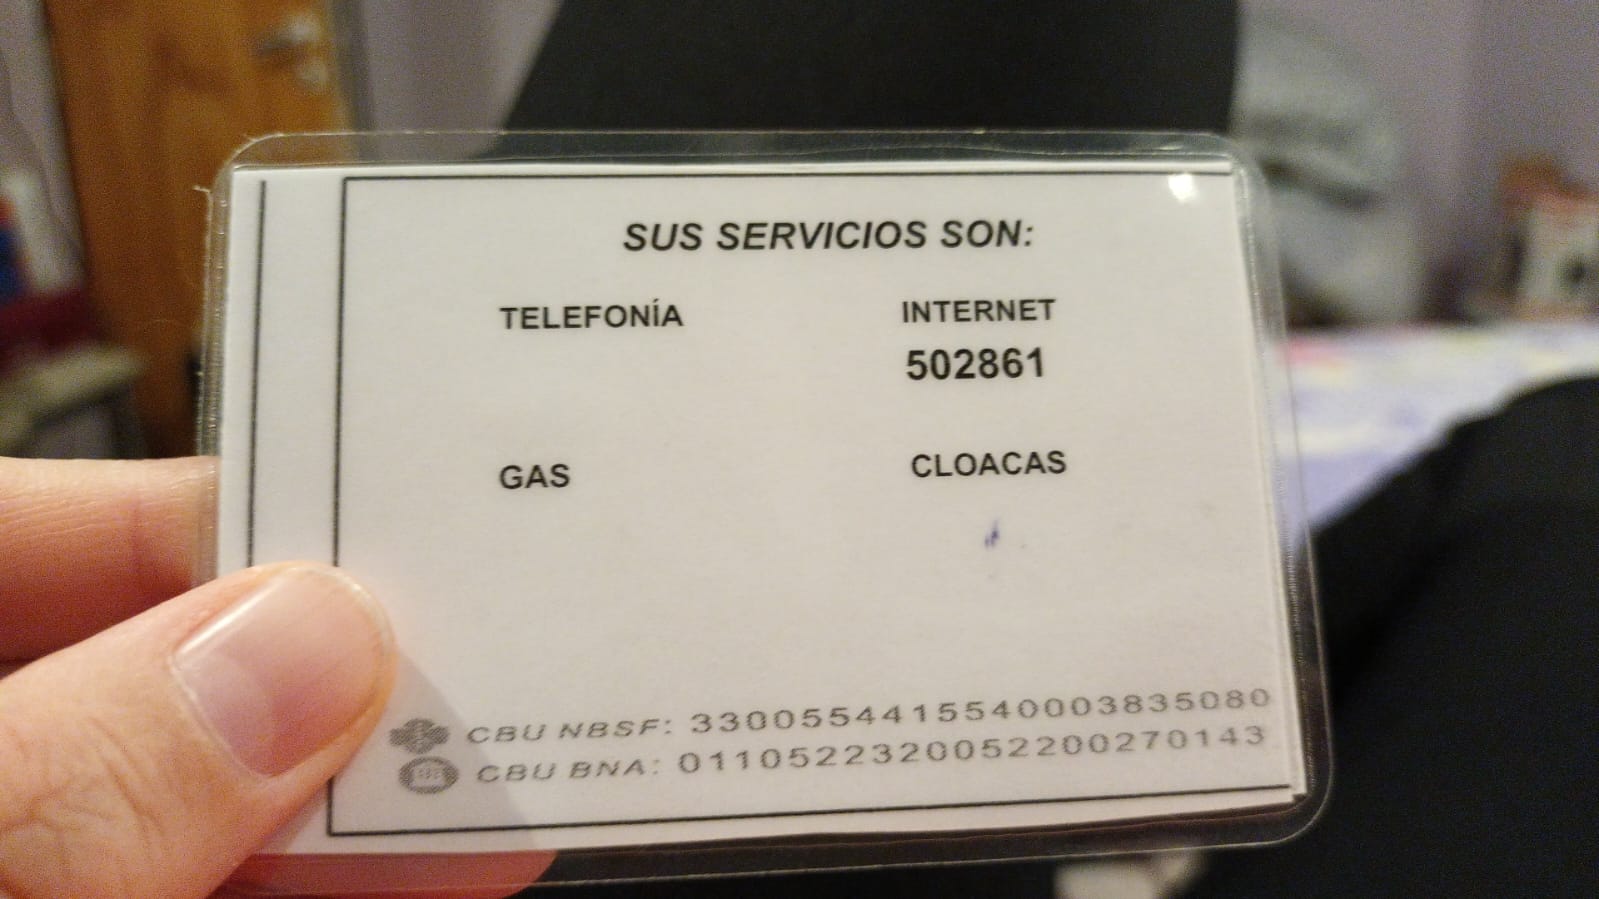 SUS SERVICIOS SON:
TELEFONÍA INTERNET
502861
GAS CLOACAS
CBU NBSF: 3300554415540003835080
CBU BNA: 0110522320052200270143